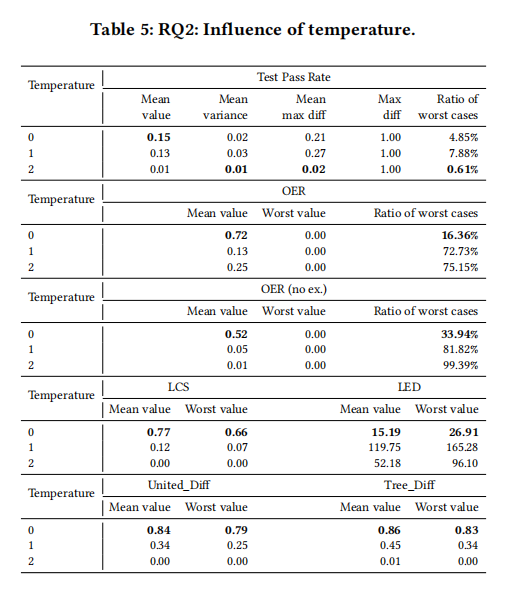 Table 5: RQ2: Influence of temperature.
Temperature Test Pass Rate
Mean value Mean variance Mean max diff Max diff Ratio of worst cases
0 0.15 0.02 0.21 1.00 4.85%
1 0.13 0.03 0.27 1.00 7.88%
2 0.01 0.01 0.02 1.00 0.61%
Temperature OER
Mean value Worst value Ratio of worst cases
0 0.72 0.00 16.36%
1 0.13 0.00 72.73%
2 0.25 0.00 75.15%
Temperature OER (no ex.)
Mean value Worst value Ratio of worst cases
0 0.52 0.00 33.94%
1 0.05 0.00 81.82%
2 0.01 0.00 99.39%
Temperature LCS LED
Mean value Worst value Mean value Worst value
0 0.77 0.66 15.19 26.91
1 0.12 0.07 119.75 165.28
2 0.00 0.00 52.18 96.10
Temperature United_Diff Tree_Diff
Mean value Worst value Mean value Worst value
0 0.84 0.79 0.86 0.83
1 0.34 0.25 0.45 0.34
2 0.00 0.00 0.01 0.00